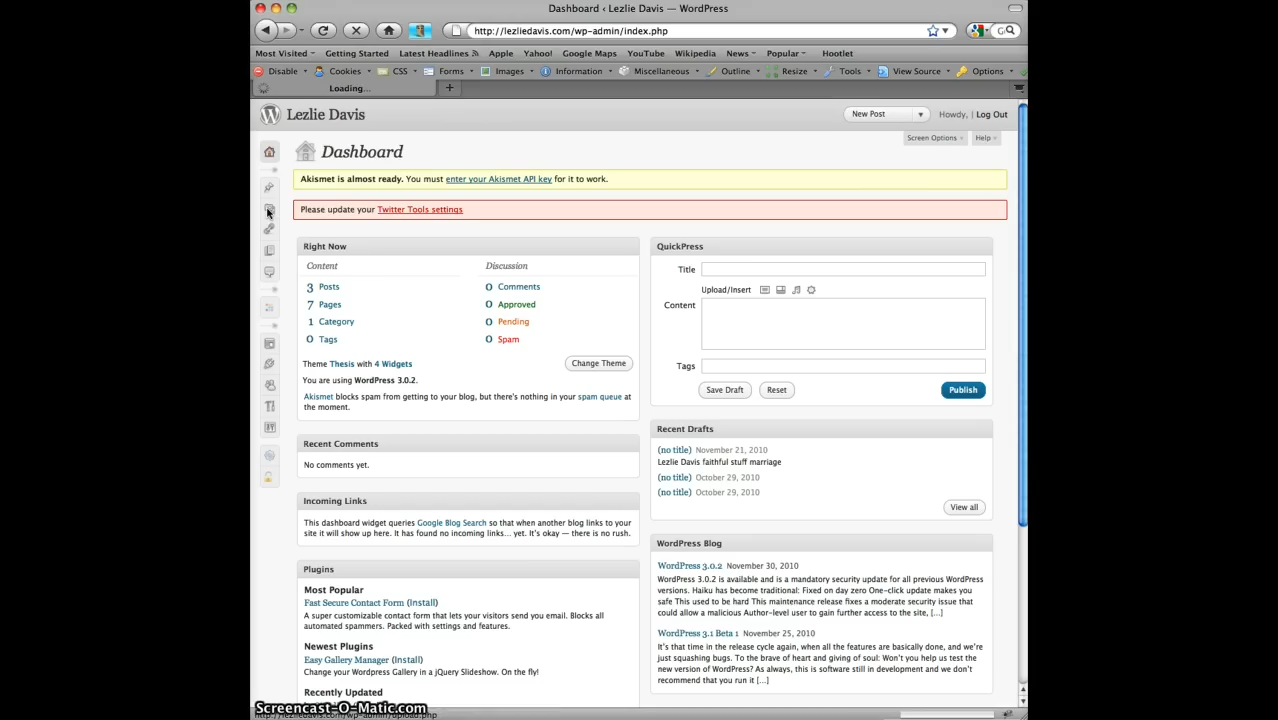 Dashboard ‹ Lezlie Davis — WordPress
http://lezliedavis.com/wp-admin/index.php
Most Visited Getting Started Latest Headlines Apple Yahoo! Google Maps YouTube Wikipedia News Popular Hootlet
Disable Cookies CSS Forms Images Information Miscellaneous Outline Resize Tools View Source Options
Loading...
Lezlie Davis New Post Howdy, | Log Out
Screen Options Help
Dashboard
Akismet is almost ready. You must enter your Akismet API key for it to work.
Please update your Twitter Tools settings
Right Now
Content Discussion
3 Posts 0 Comments
7 Pages 0 Approved
1 Category 0 Pending
0 Tags 0 Spam
Theme Thesis with 4 Widgets Change Theme
You are using WordPress 3.0.2.
Akismet blocks spam from getting to your blog, but there's nothing in your spam queue at
the moment.
Recent Comments
No comments yet.
Incoming Links
This dashboard widget queries Google Blog Search so that when another blog links to your
site it will show up here. It has found no incoming links... yet. It's okay — there is no rush.
Plugins
Most Popular
Fast Secure Contact Form (Install)
A super customizable contact form that lets your visitors send you email. Blocks all
automated spammers. Packed with settings and features.
Newest Plugins
Easy Gallery Manager (Install)
Change your Wordpress Gallery in a jQuery Slideshow. On the fly!
Recently Updated
QuickPress
Title
Upload/Insert
Content
Tags
Save Draft Reset Publish
Recent Drafts
(no title) November 21, 2010
Lezlie Davis faithful stuff marriage
(no title) October 29, 2010
(no title) October 29, 2010
View all
WordPress Blog
WordPress 3.0.2 November 30, 2010
WordPress 3.0.2 is available and is a mandatory security update for all previous WordPress
versions. Haiku has become traditional: Fixed on day zero One-click update makes you
safe This used to be hard This maintenance release fixes a moderate security issue that
could allow a malicious Author-level user to gain further access to the site, [...]
WordPress 3.1 Beta 1 November 25, 2010
It's that time in the release cycle again, when all the features are basically done, and we're
just squashing bugs. To the brave of heart and giving of soul: Won't you help us test the
new version of WordPress? As always, this is software still in development and we don't
recommend that you run it [...]
Screencast-O-Matic.com
http://lezliedavis.com/wp-admin/upload.php